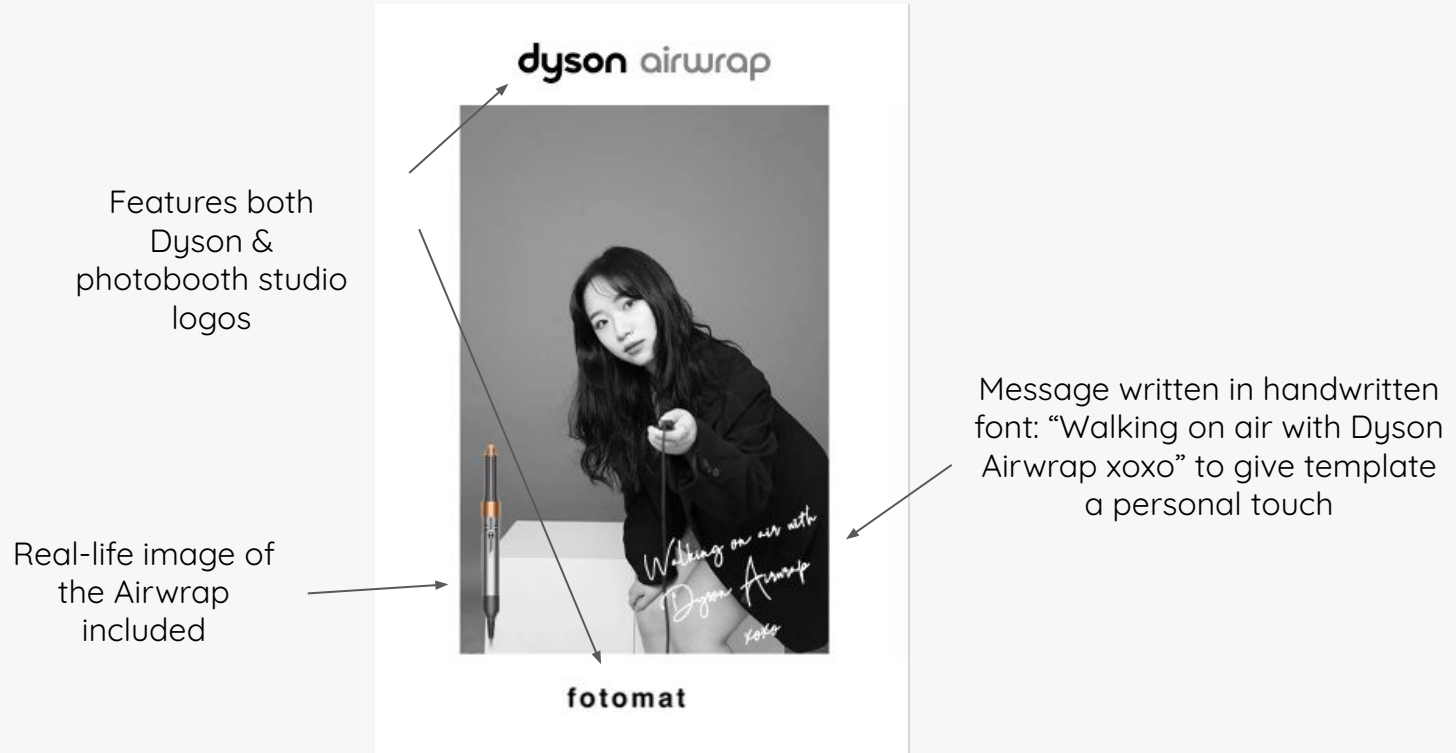 dyson airwrap
Features both
Dyson &
photobooth studio
logos
Message written in handwritten
font: “Walking on air with Dyson
Airwrap xoxo” to give template
a personal touch
Real-life image of
the Airwrap
included
Walking on air with
Dyson Airwrap
xoxo
fotomat